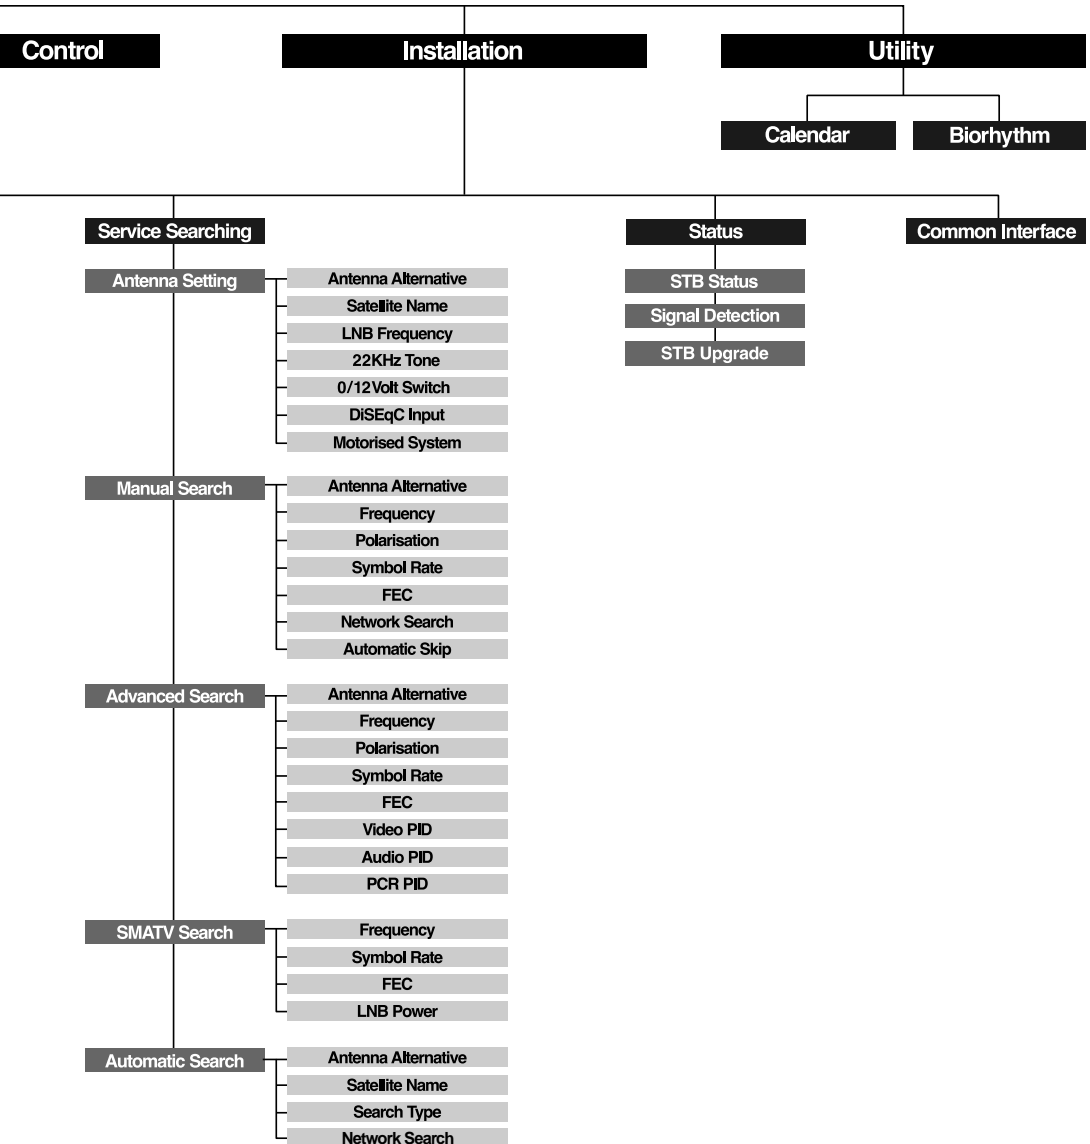 Control
Installation
Utility
Calendar
Biorhythm
Service Searching
Status
Common Interface
Antenna Setting
Antenna Alternative
Satellite Name
LNB Frequency
22KHz Tone
0/12Volt Switch
DiSEqC Input
Motorised System
STB Status
Signal Detection
STB Upgrade
Manual Search
Antenna Alternative
Frequency
Polarisation
Symbol Rate
FEC
Network Search
Automatic Skip
Advanced Search
Antenna Alternative
Frequency
Polarisation
Symbol Rate
FEC
Video PID
Audio PID
PCR PID
SMATV Search
Frequency
Symbol Rate
FEC
LNB Power
Automatic Search
Antenna Alternative
Satellite Name
Search Type
Network Search